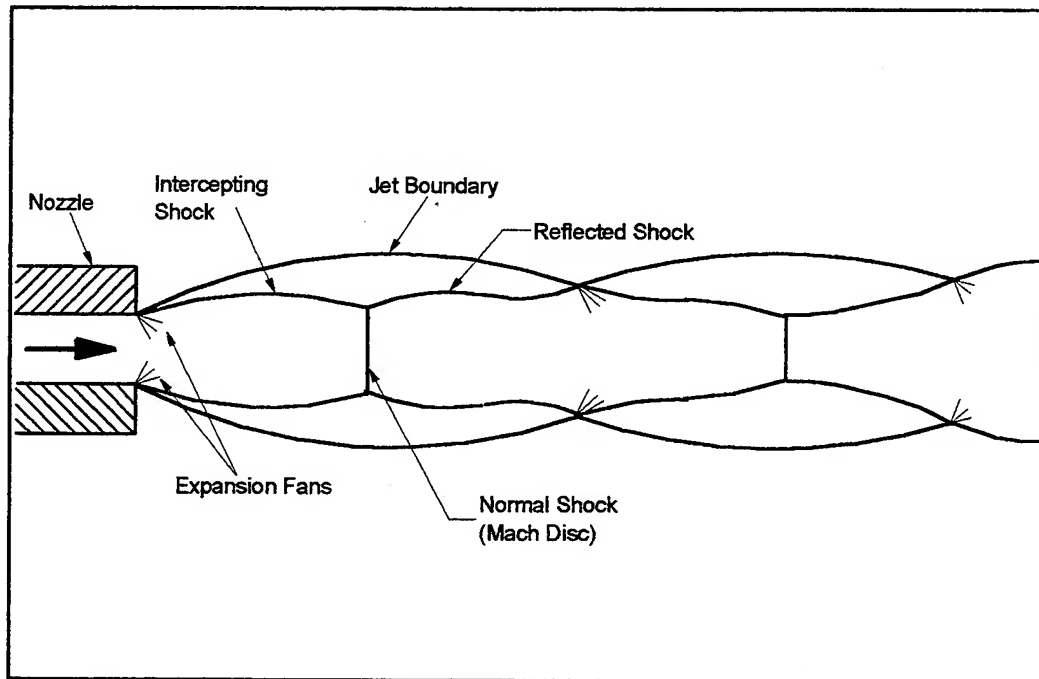 Intercepting
Shock
Jet Boundary
Nozzle
Reflected Shock
Expansion Fans
Normal Shock
(Mach Disc)